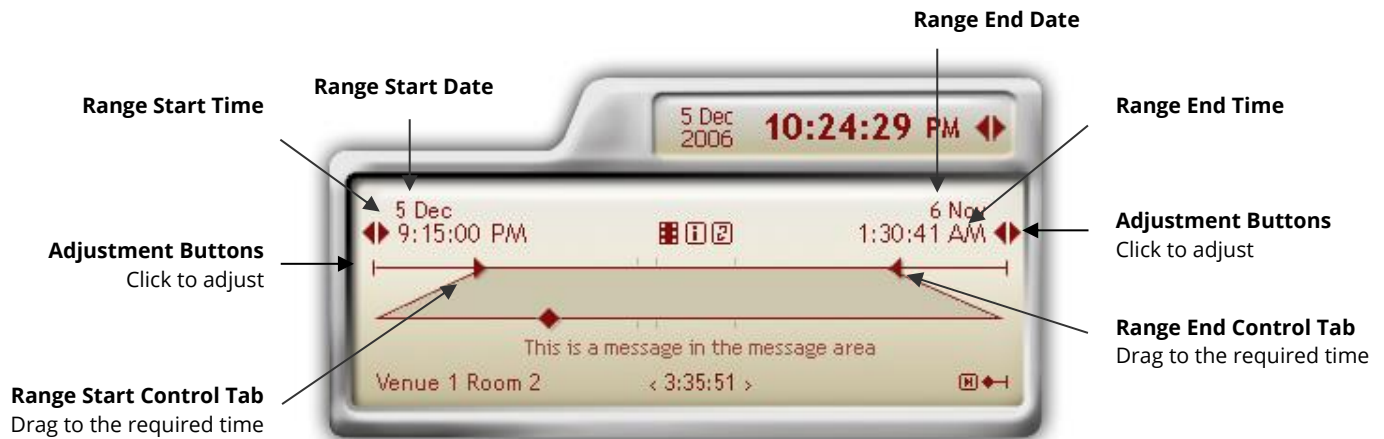 Range End Date
Range Start Date
Range Start Time
Range End Time
5 Dec
2006
10:24:29 PM
5 Dec
9:15:00 PM
6 Nov
1:30:41 AM
Adjustment Buttons
Click to adjust
Adjustment Buttons
Click to adjust
This is a message in the message area
Venue 1 Room 2
< 3:35:51 >
Range End Control Tab
Drag to the required time
Range Start Control Tab
Drag to the required time